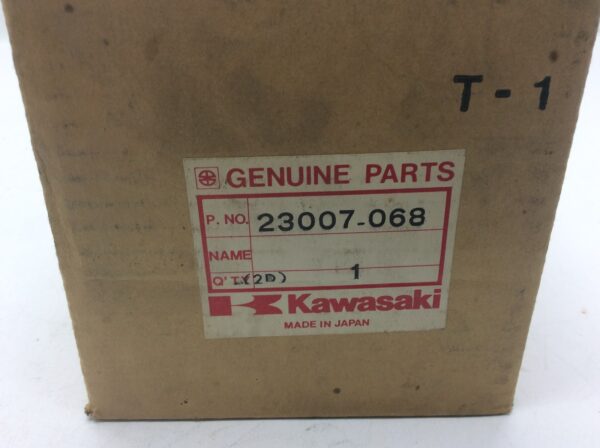 T-1
GENUINE PARTS
P. NO. 23007-068
NAME
Q'TY (2D) 1
Kawasaki
MADE IN JAPAN